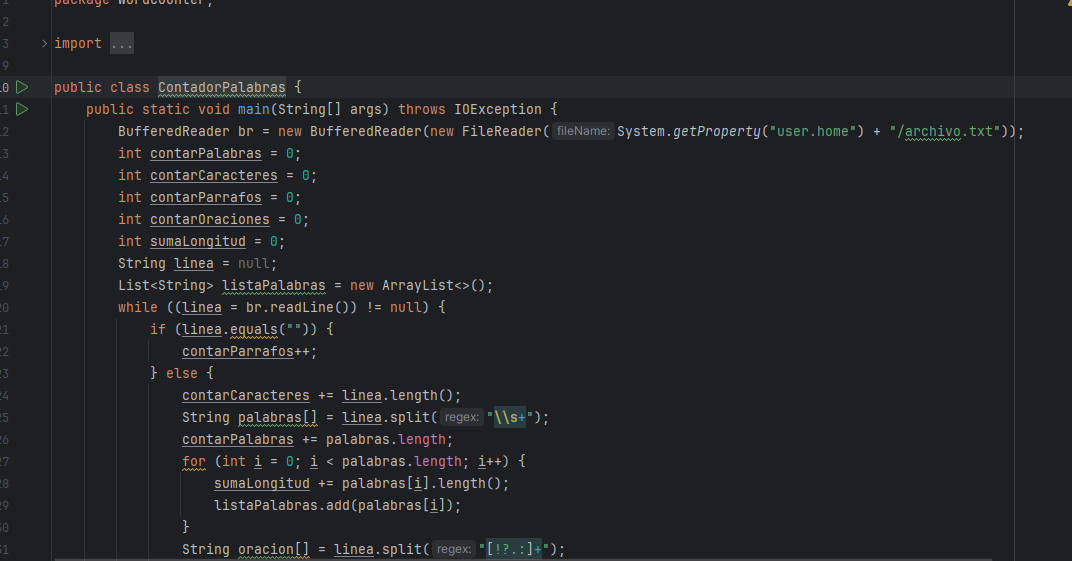 1 package wordcounter;
2
3 import ...
9
10 public class ContadorPalabras {
11 public static void main(String[] args) throws IOException {
12 BufferedReader br = new BufferedReader(new FileReader( fileName: System.getProperty("user.home") + "/archivo.txt"));
13 int contarPalabras = 0;
14 int contarCaracteres = 0;
15 int contarParrafos = 0;
16 int contarOraciones = 0;
17 int sumaLongitud = 0;
18 String linea = null;
19 List<String> listaPalabras = new ArrayList<>();
20 while ((linea = br.readLine()) != null) {
21 if (linea.equals("")) {
22 contarParrafos++;
23 } else {
24 contarCaracteres += linea.length();
25 String palabras[] = linea.split( regex: "\\s+");
26 contarPalabras += palabras.length;
27 for (int i = 0; i < palabras.length; i++) {
28 sumaLongitud += palabras[i].length();
29 listaPalabras.add(palabras[i]);
30 }
31 String oracion[] = linea.split( regex: "[!?.:]+");